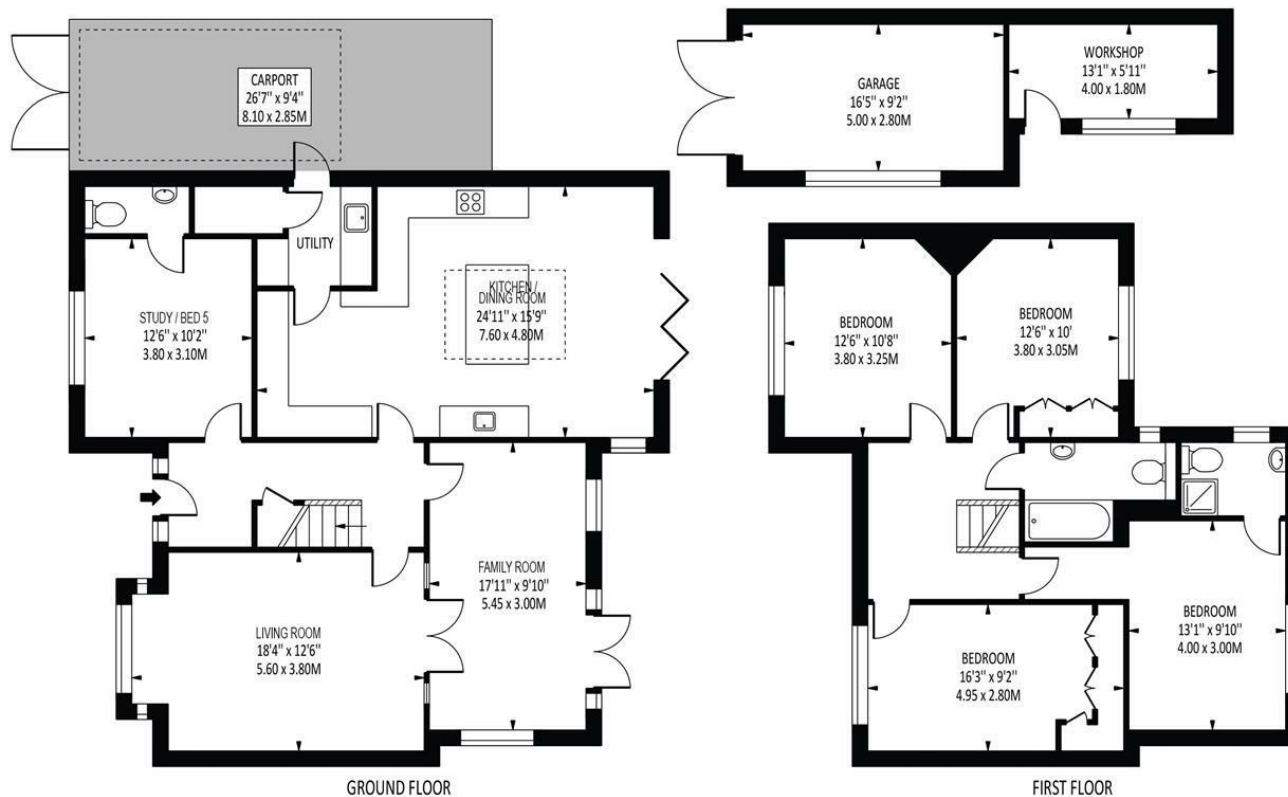 CARPORT
26'7" x 9'4"
8.10 x 2.85M
GARAGE
16'5" x 9'2"
5.00 x 2.80M
WORKSHOP
13'1" x 5'11"
4.00 x 1.80M
UTILITY
STUDY / BED 5
12'6" x 10'2"
3.80 x 3.10M
KITCHEN /
DINING ROOM
24'11" x 15'9"
7.60 x 4.80M
LIVING ROOM
18'4" x 12'6"
5.60 x 3.80M
FAMILY ROOM
17'11" x 9'10"
5.45 x 3.00M
GROUND FLOOR
BEDROOM
12'6" x 10'8"
3.80 x 3.25M
BEDROOM
12'6" x 10'
3.80 x 3.05M
BEDROOM
16'3" x 9'2"
4.95 x 2.80M
BEDROOM
13'1" x 9'10"
4.00 x 3.00M
FIRST FLOOR